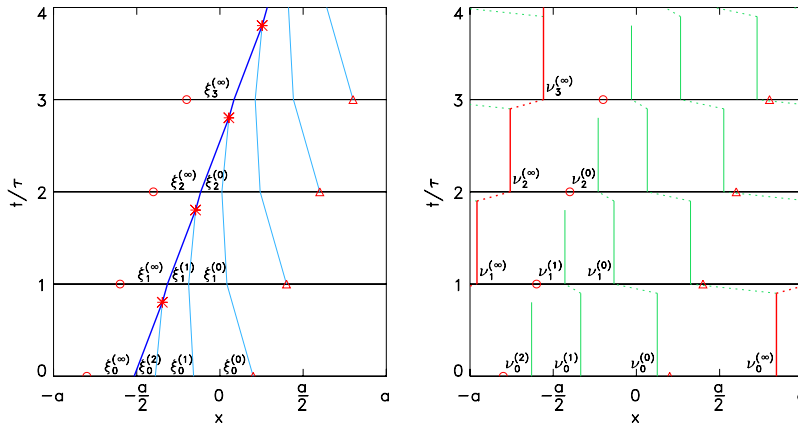 4
ξ₃^(∞)
ν₃^(∞)
3
3
ξ₂^(∞) ξ₂^(0)
ν₂^(∞) ν₂^(0)
t/τ
2
t/τ
2
ξ₁^(∞) ξ₁^(1) ξ₁^(0)
ν₁^(∞) ν₁^(1) ν₁^(0)
1
1
ξ₀^(∞) ξ₀^(2) ξ₀^(1) ξ₀^(0)
ν₀^(2) ν₀^(1) ν₀^(0) ν₀^(∞)
0
0
4
−a −a/2 0 a/2 a
−a −a/2 0 a/2 a
x
x